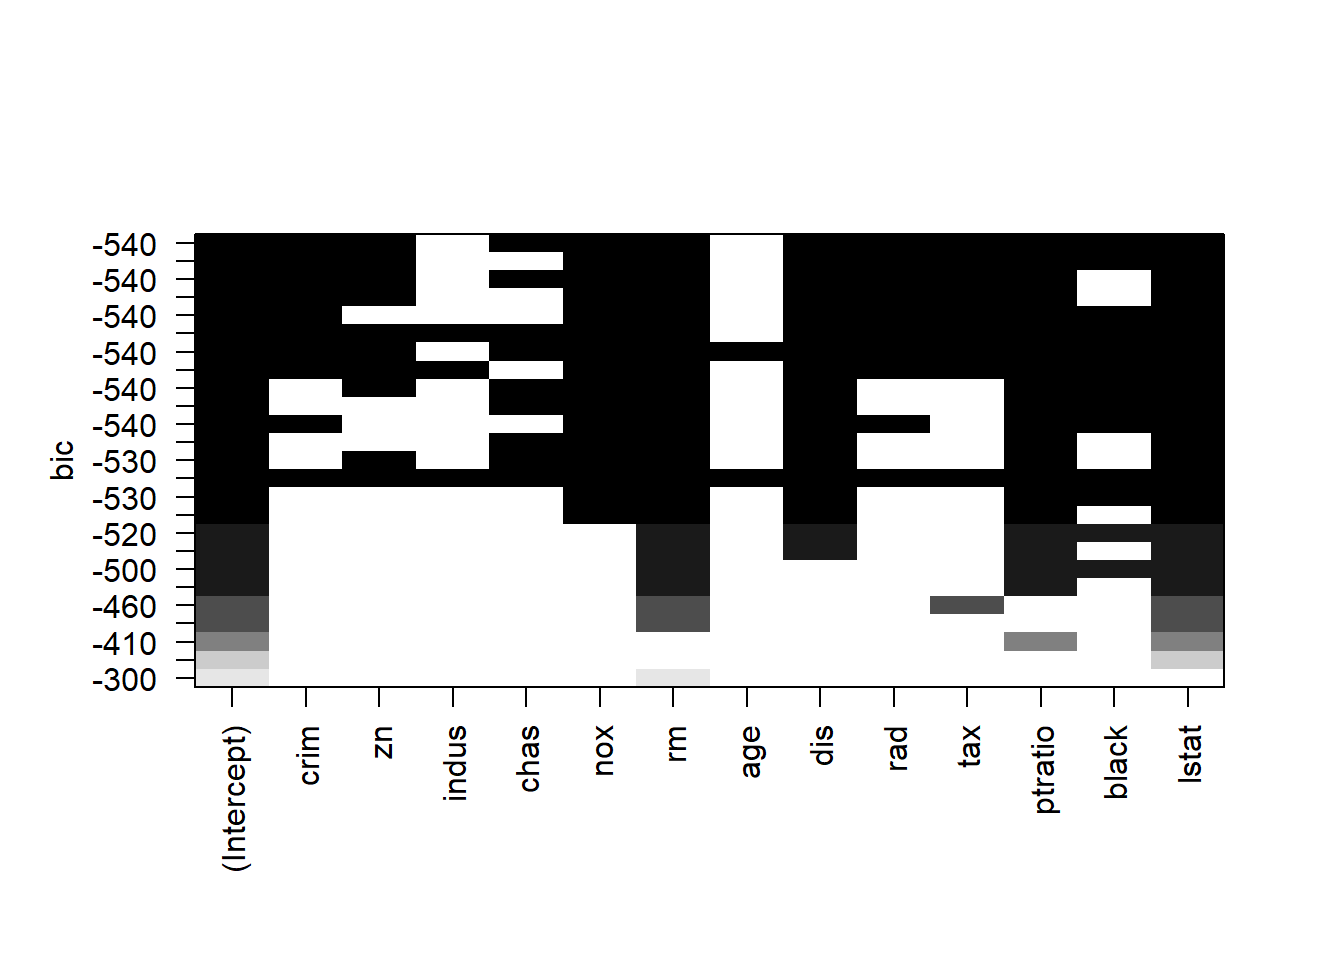 bic
-540
-540
-540
-540
-540
-540
-530
-530
-520
-500
-460
-410
-300
(Intercept)
crim
zn
indus
chas
nox
rm
age
dis
rad
tax
ptratio
black
lstat